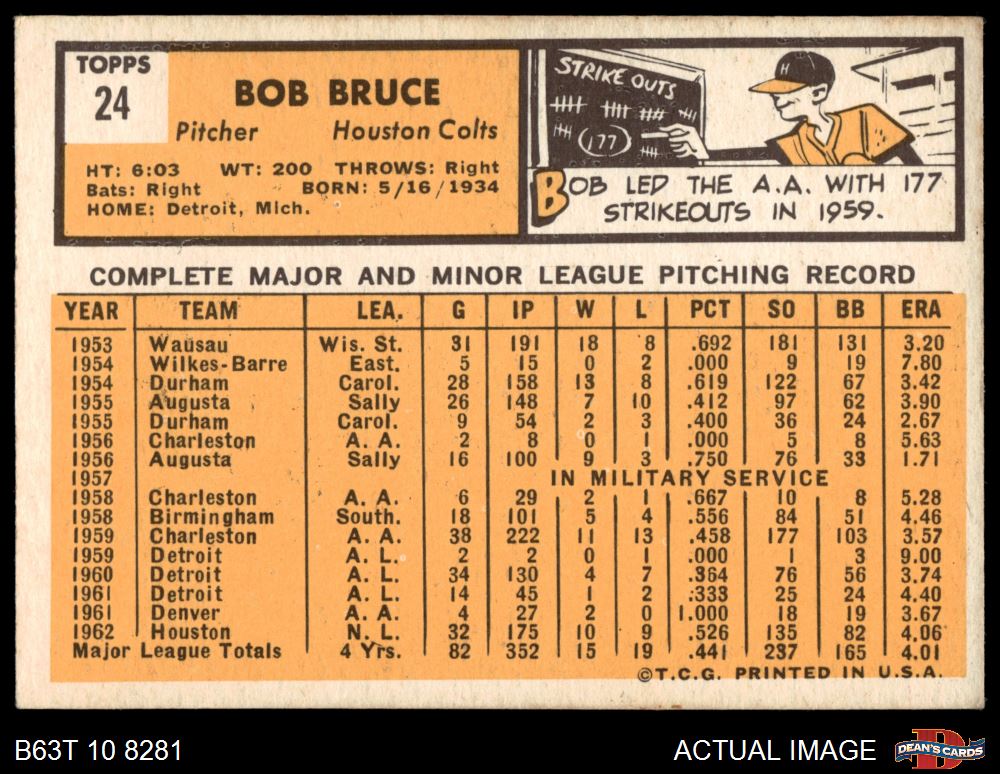 TOPPS
24
BOB BRUCE
Pitcher Houston Colts
HT: 6:03 WT: 200 THROWS: Right
Bats: Right BORN: 5/16/1934
HOME: Detroit, Mich.
STRIKE OUTS
177
H
BOB LED THE A.A. WITH 177
STRIKEOUTS IN 1959.
COMPLETE MAJOR AND MINOR LEAGUE PITCHING RECORD
YEAR TEAM LEA. G IP W L PCT SO BB ERA
1953 Wausau Wis. St. 31 191 18 8 .692 181 131 3.20
1954 Wilkes-Barre East. 5 15 0 2 .000 9 19 7.80
1954 Durham Carol. 28 158 13 8 .619 122 67 3.42
1955 Augusta Sally 26 148 7 10 .412 97 62 3.90
1955 Durham Carol. 9 54 2 3 .400 36 24 2.67
1956 Charleston A. A. 2 8 0 1 .000 5 8 5.63
1956 Augusta Sally 16 100 9 3 .750 76 33 1.71
1957 IN MILITARY SERVICE
1958 Charleston A. A. 6 29 2 1 .667 10 8 5.28
1958 Birmingham South. 18 101 5 4 .556 84 51 4.46
1959 Charleston A. A. 38 222 11 13 .458 177 103 3.57
1959 Detroit A. L. 2 2 0 1 .000 1 3 9.00
1960 Detroit A. L. 34 130 4 7 .364 76 56 3.74
1961 Detroit A. L. 14 45 1 2 .333 25 24 4.40
1961 Denver A. A. 4 27 2 0 1.000 18 19 3.67
1962 Houston N. L. 32 175 10 9 .526 135 82 4.06
Major League Totals 4 Yrs. 82 352 15 19 .441 237 165 4.01
©T.C.G. PRINTED IN U.S.A.
B63T 10 8281
ACTUAL IMAGE
DEAN'S CARDS